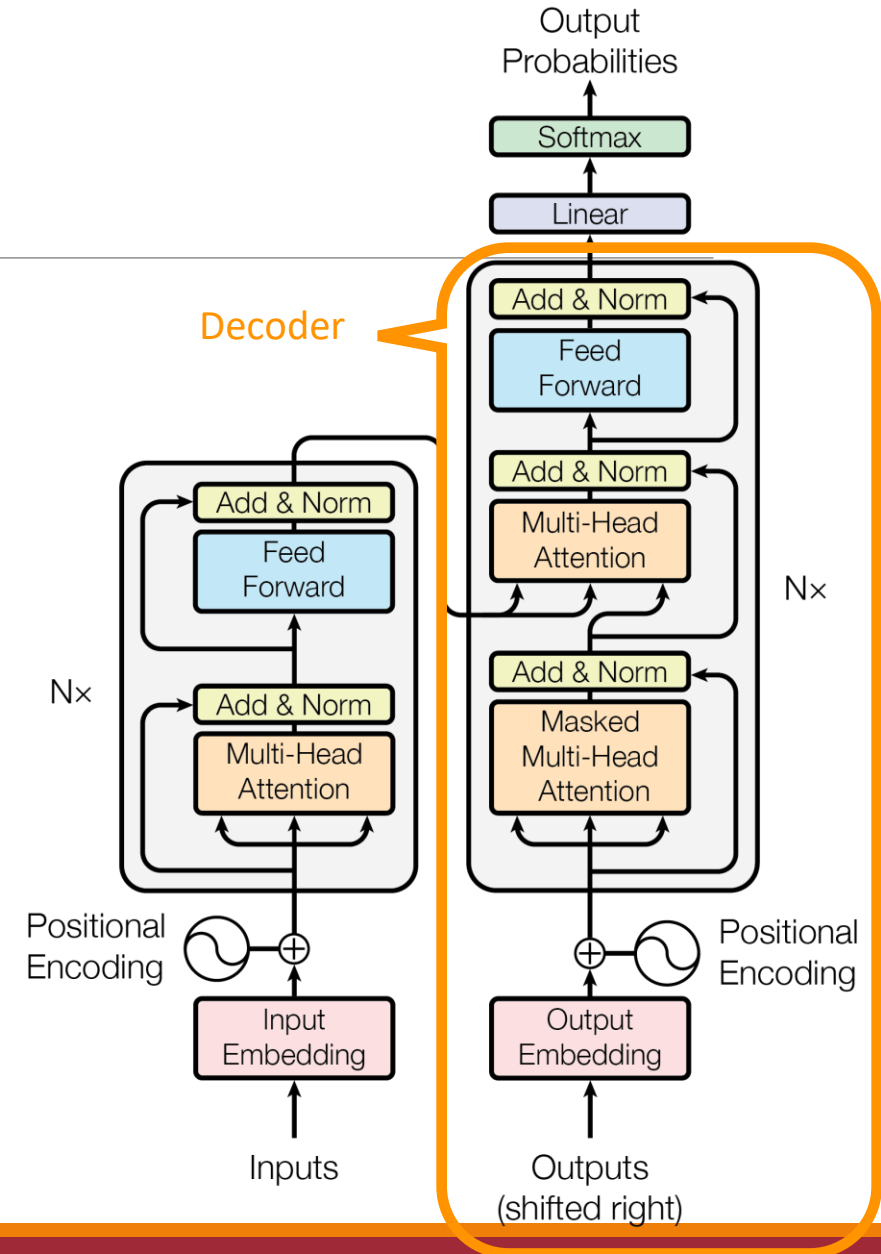 Output
Probabilities
Softmax
Linear
Decoder
Add & Norm
Feed
Forward
Add & Norm
Multi-Head
Attention
N×
Add & Norm
Masked
Multi-Head
Attention
Add & Norm
Feed
Forward
N×
Add & Norm
Multi-Head
Attention
Positional
Encoding
Positional
Encoding
Input
Embedding
Output
Embedding
Inputs
Outputs
(shifted right)